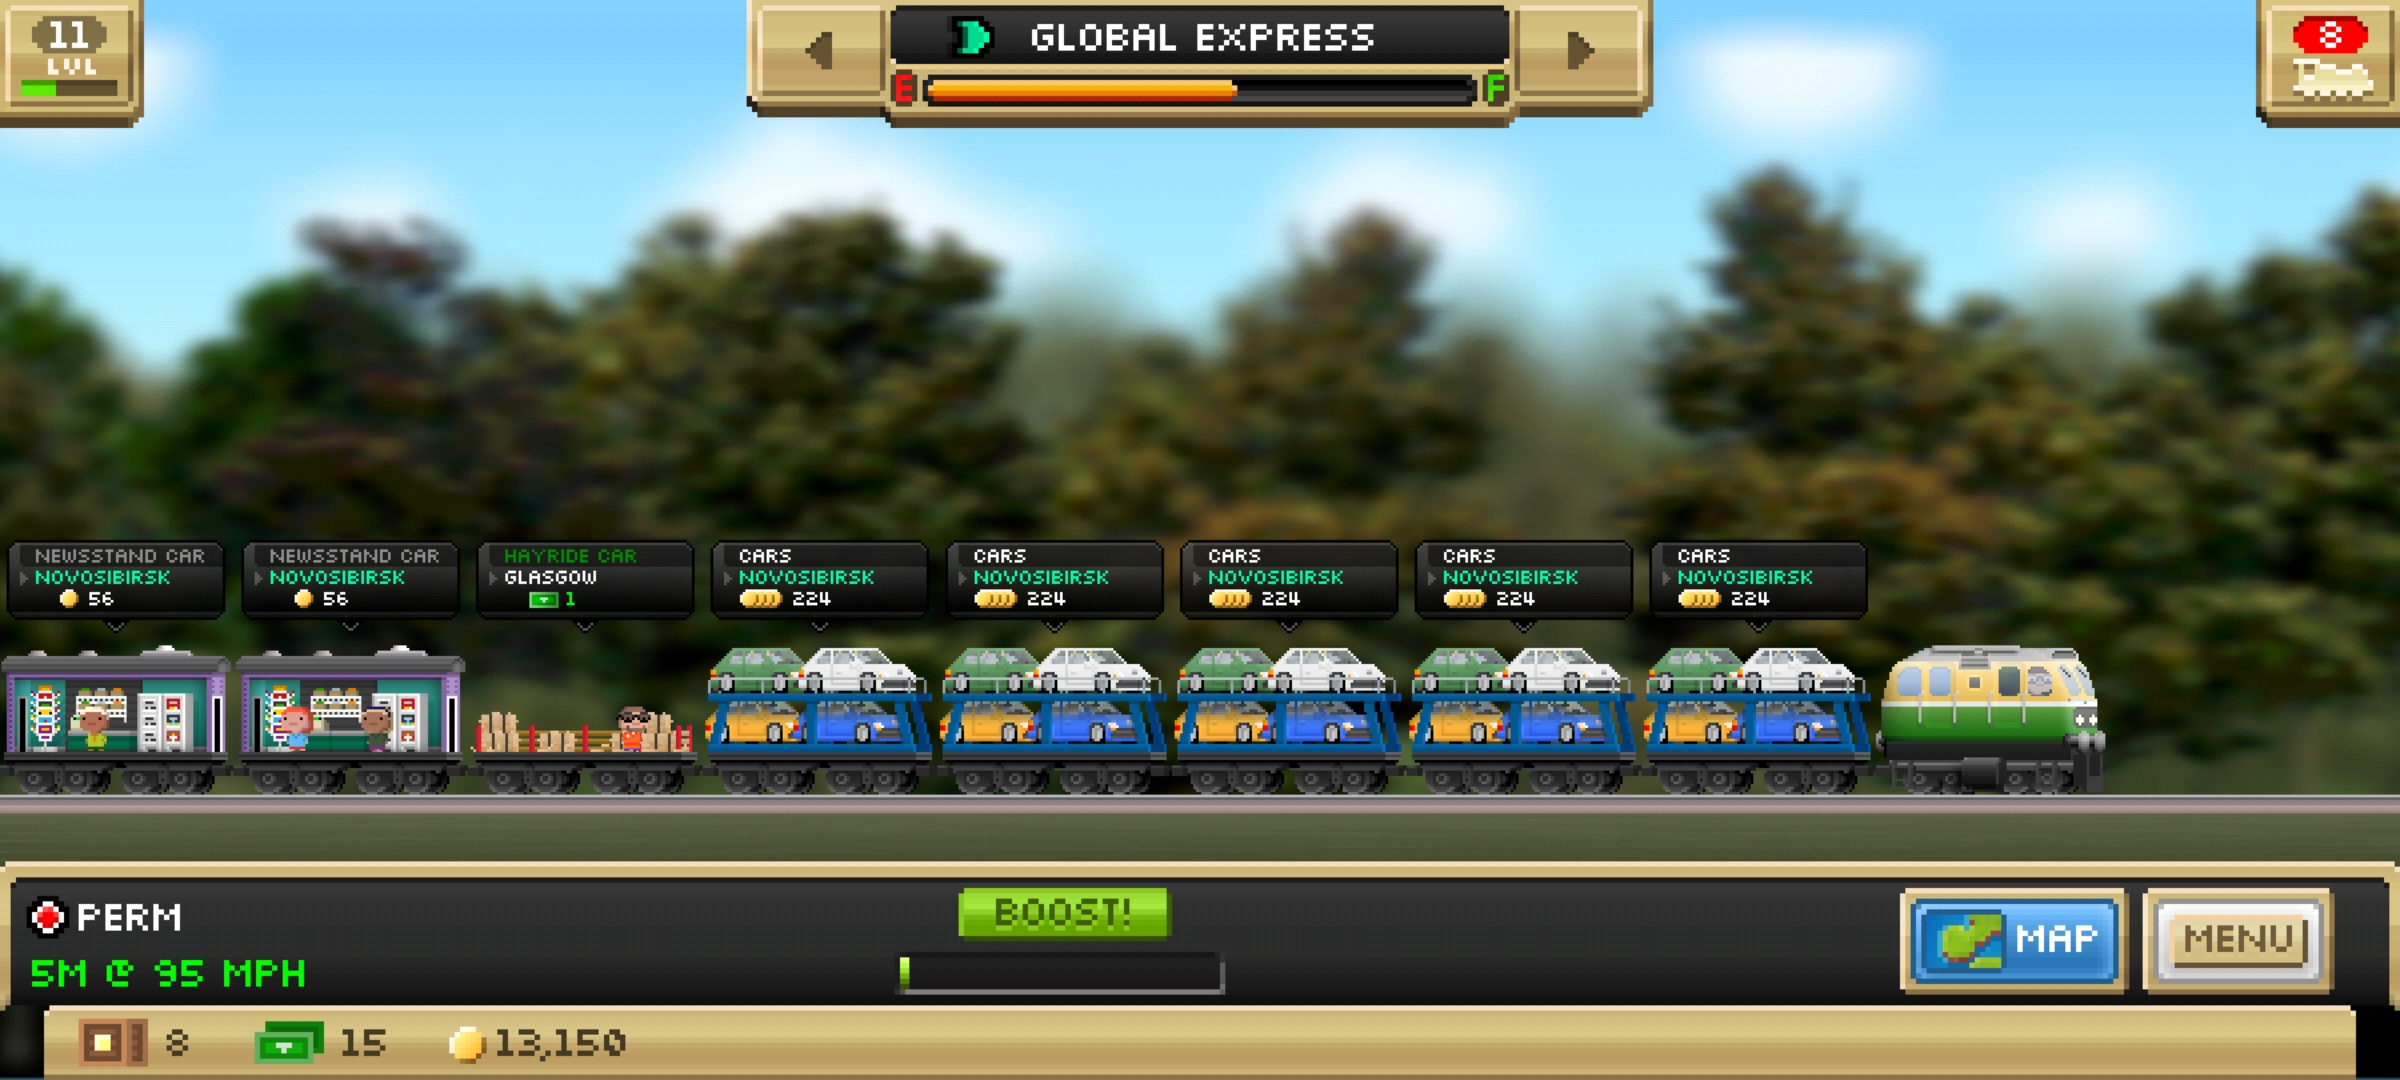 11
LVL
GLOBAL EXPRESS
E
F
8
NEWSSTAND CAR
NOVOSIBIRSK
56
NEWSSTAND CAR
NOVOSIBIRSK
56
HAYRIDE CAR
GLASGOW
1
CARS
NOVOSIBIRSK
224
CARS
NOVOSIBIRSK
224
CARS
NOVOSIBIRSK
224
CARS
NOVOSIBIRSK
224
CARS
NOVOSIBIRSK
224
PERM
5M @ 95 MPH
BOOST!
MAP
MENU
8
15
13,150